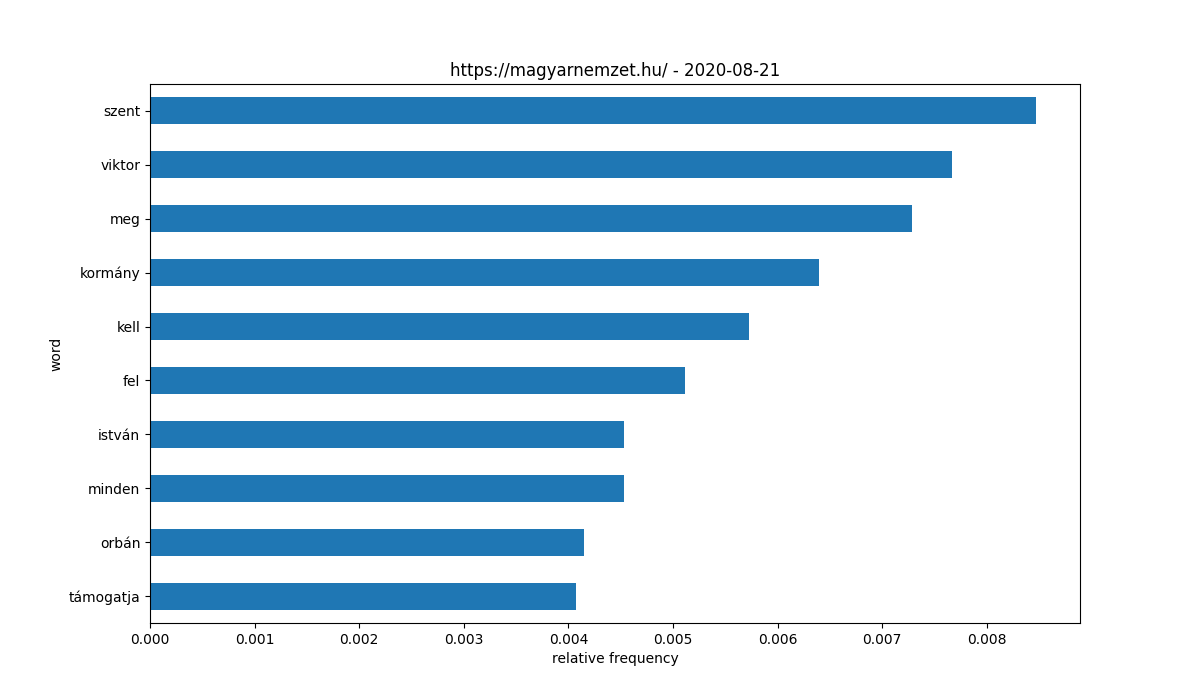 https://magyarnemzet.hu/ - 2020-08-21
szent
viktor
meg
kormány
kell
fel
istván
minden
orbán
támogatja
word
0.000 0.001 0.002 0.003 0.004 0.005 0.006 0.007 0.008
relative frequency